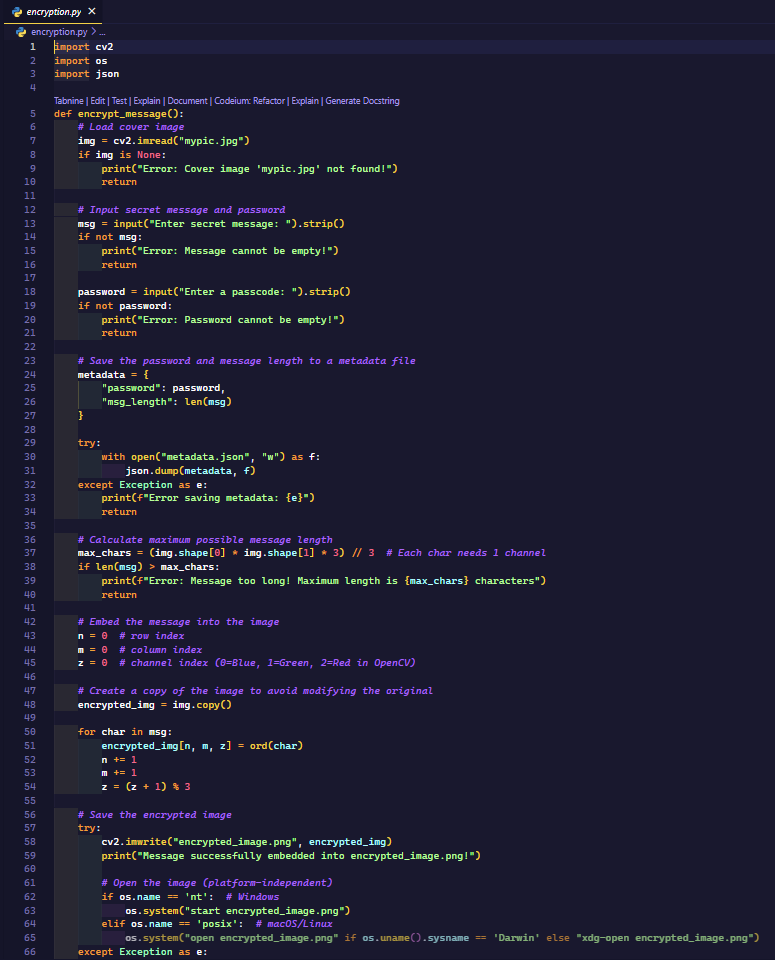 encryption.py ×
encryption.py > ...
1 import cv2
2 import os
3 import json
4
Tabnine | Edit | Test | Explain | Document | Codeium: Refactor | Explain | Generate Docstring
5 def encrypt_message():
6     # Load cover image
7     img = cv2.imread("mypic.jpg")
8     if img is None:
9         print("Error: Cover image 'mypic.jpg' not found!")
10         return
11
12     # Input secret message and password
13     msg = input("Enter secret message: ").strip()
14     if not msg:
15         print("Error: Message cannot be empty!")
16         return
17
18     password = input("Enter a passcode: ").strip()
19     if not password:
20         print("Error: Password cannot be empty!")
21         return
22
23     # Save the password and message length to a metadata file
24     metadata = {
25         "password": password,
26         "msg_length": len(msg)
27     }
28
29     try:
30         with open("metadata.json", "w") as f:
31             json.dump(metadata, f)
32     except Exception as e:
33         print(f"Error saving metadata: {e}")
34         return
35
36     # Calculate maximum possible message length
37     max_chars = (img.shape[0] * img.shape[1] * 3) // 3  # Each char needs 1 channel
38     if len(msg) > max_chars:
39         print(f"Error: Message too long! Maximum length is {max_chars} characters")
40         return
41
42     # Embed the message into the image
43     n = 0  # row index
44     m = 0  # column index
45     z = 0  # channel index (0=Blue, 1=Green, 2=Red in OpenCV)
46
47     # Create a copy of the image to avoid modifying the original
48     encrypted_img = img.copy()
49
50     for char in msg:
51         encrypted_img[n, m, z] = ord(char)
52         n += 1
53         m += 1
54         z = (z + 1) % 3
55
56     # Save the encrypted image
57     try:
58         cv2.imwrite("encrypted_image.png", encrypted_img)
59         print("Message successfully embedded into encrypted_image.png!")
60
61         # Open the image (platform-independent)
62         if os.name == 'nt':  # Windows
63             os.system("start encrypted_image.png")
64         elif os.name == 'posix':  # macOS/Linux
65             os.system("open encrypted_image.png" if os.uname().sysname == 'Darwin' else "xdg-open encrypted_image.png")
66     except Exception as e: